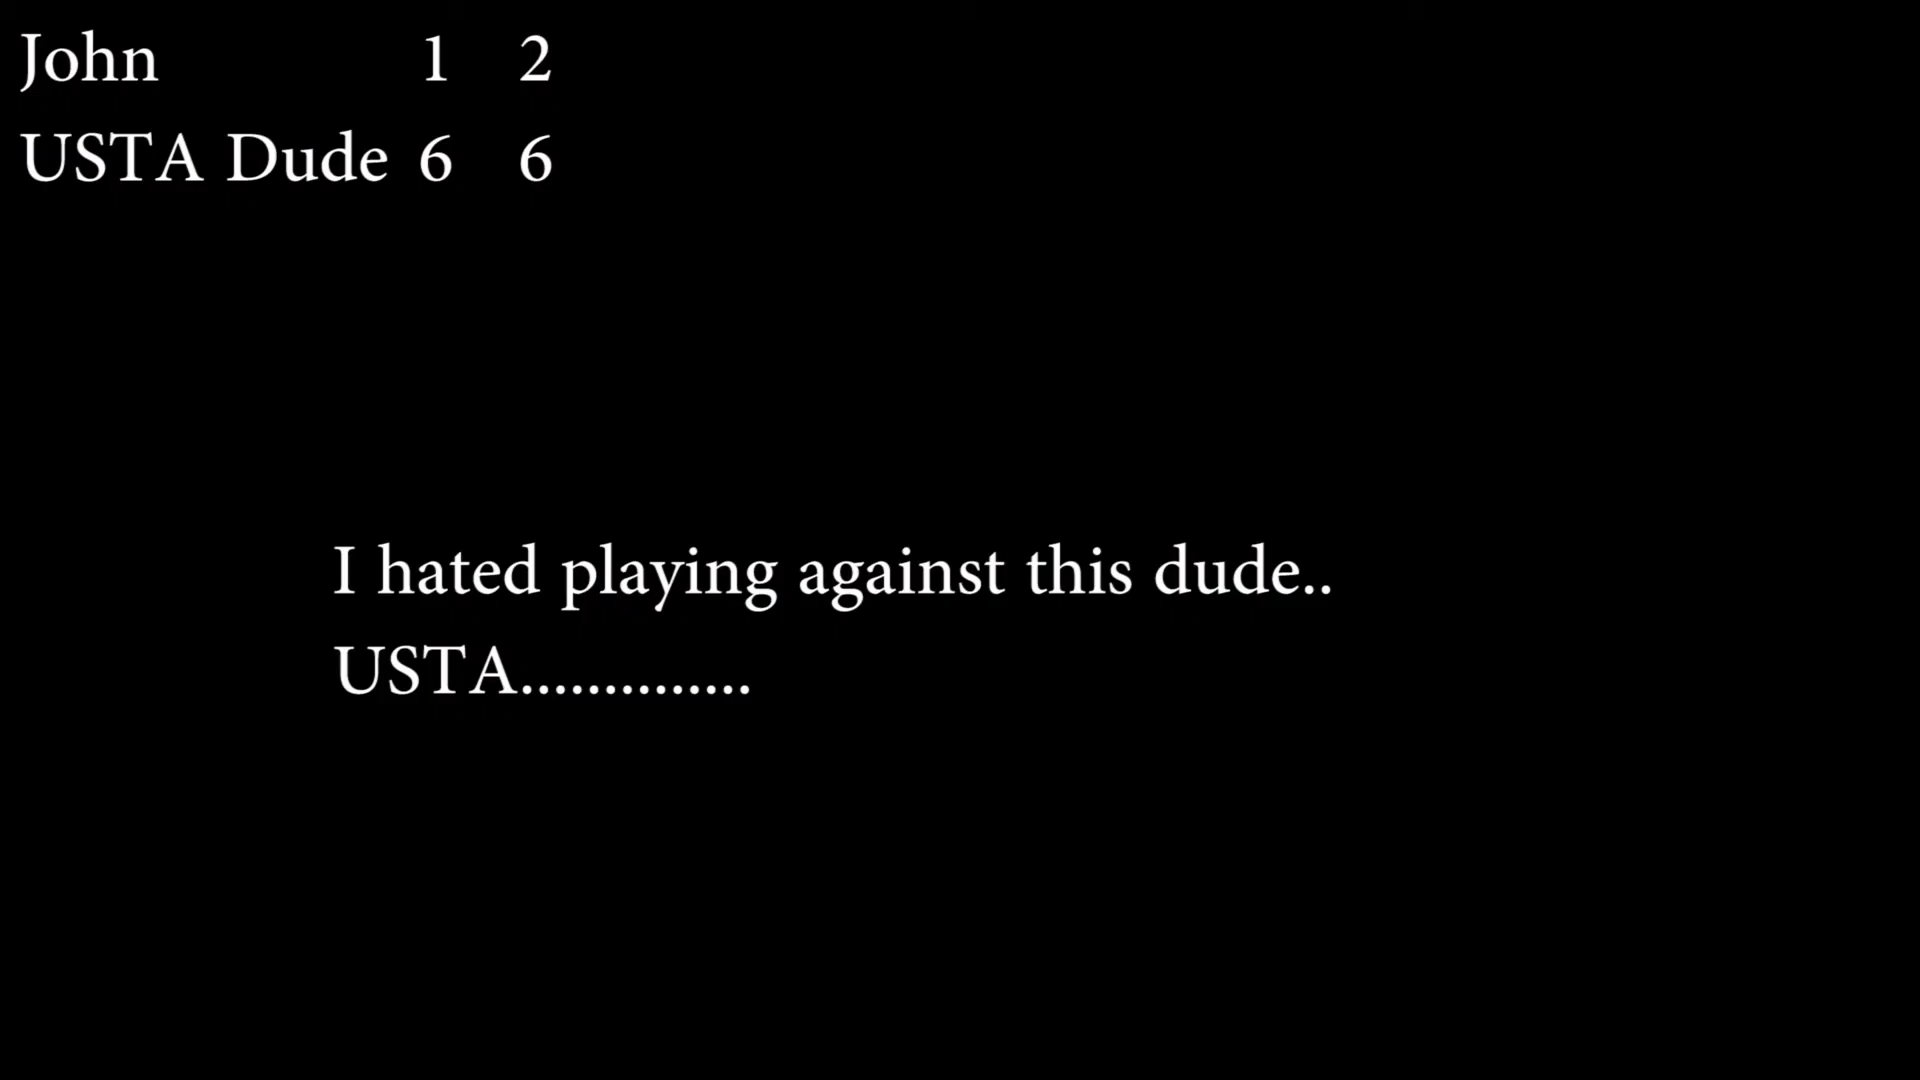 John 1 2
USTA Dude 6 6
I hated playing against this dude..
USTA..............